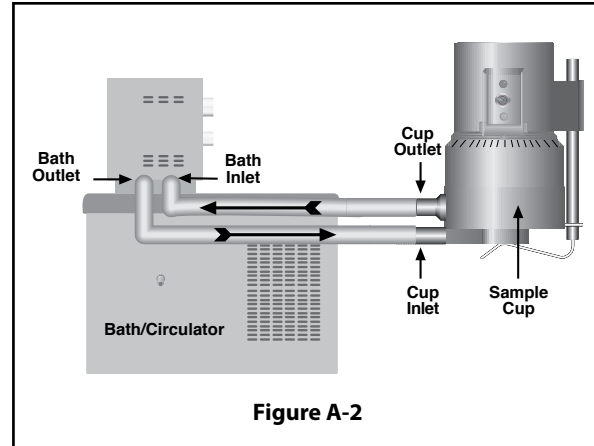 Bath
Outlet
Bath
Inlet
Cup
Outlet
Cup
Inlet
Sample
Cup
Bath/Circulator
Figure A-2